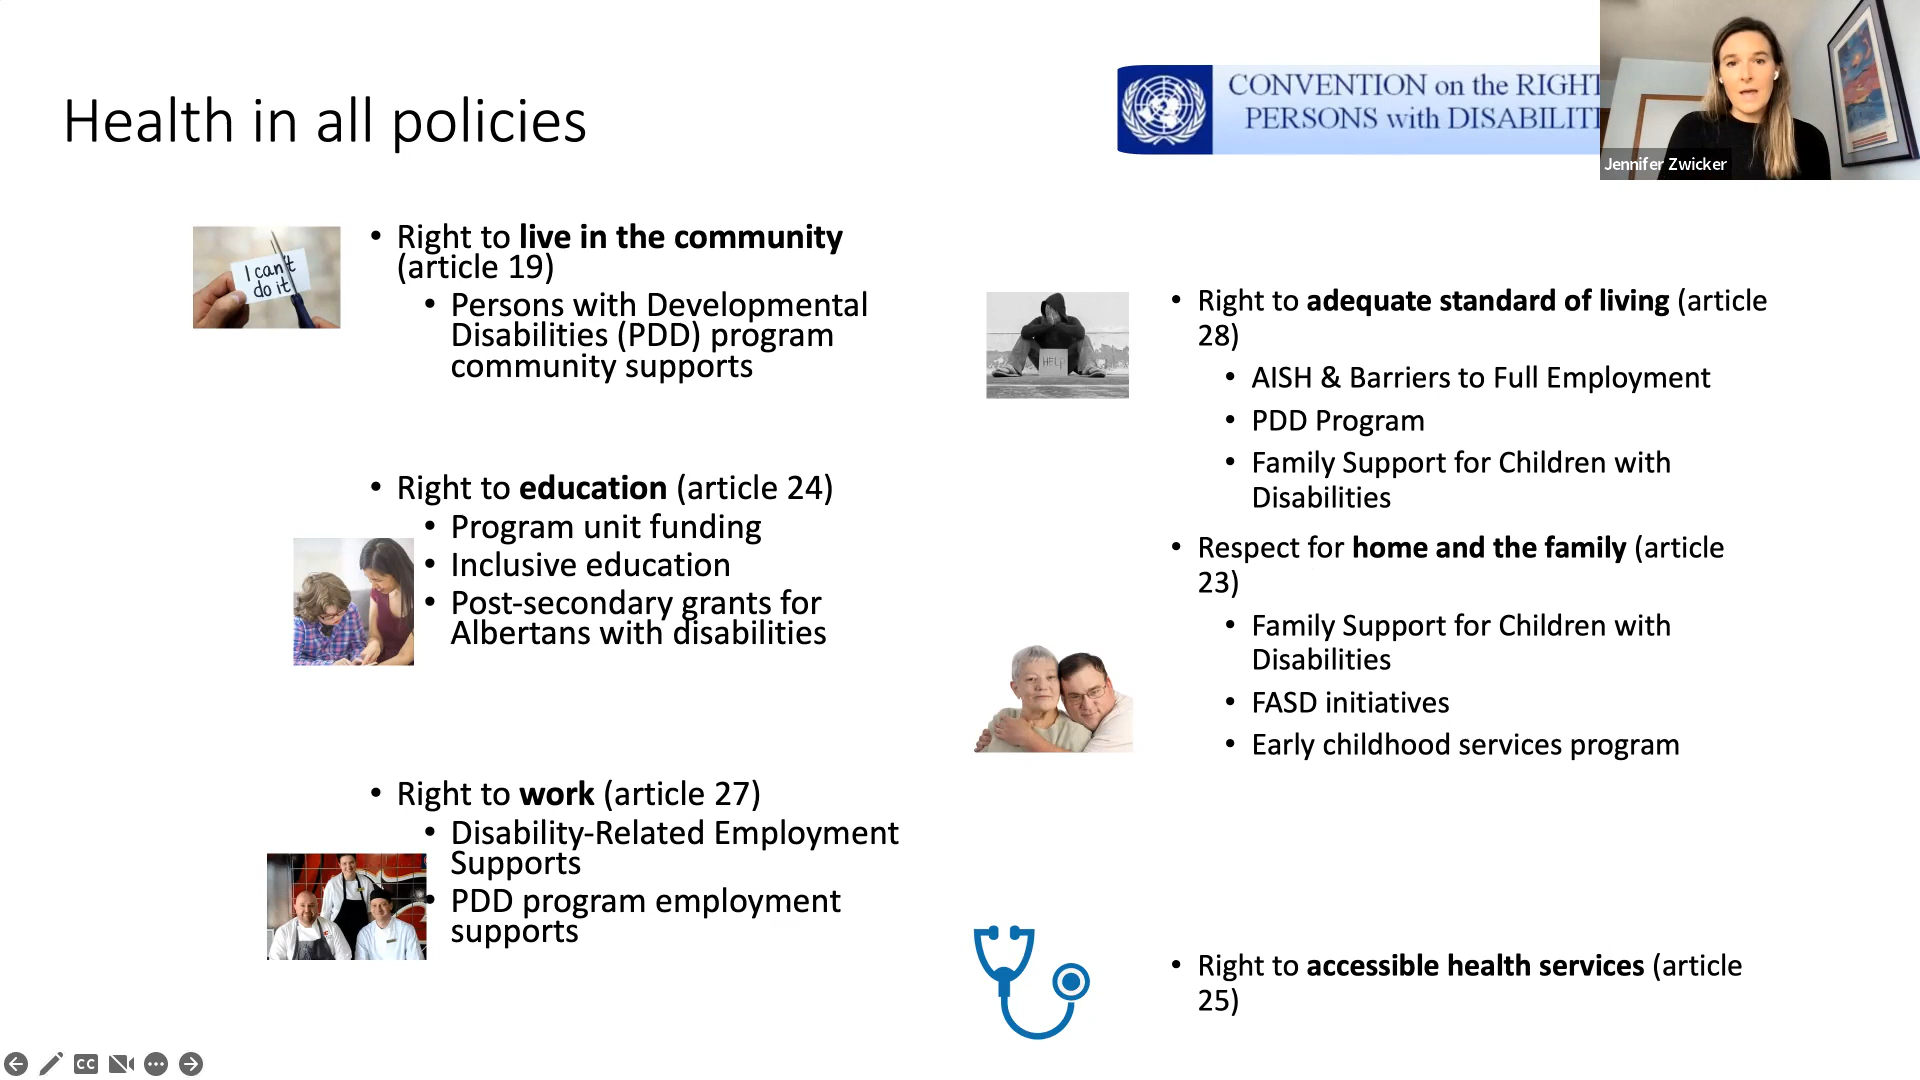 Health in all policies
CONVENTION on the RIGHT
PERSONS with DISABILITI
Jennifer Zwicker
I can't
do it
• Right to live in the community
(article 19)
• Persons with Developmental
Disabilities (PDD) program
community supports
• Right to education (article 24)
• Program unit funding
• Inclusive education
• Post-secondary grants for
Albertans with disabilities
• Right to work (article 27)
• Disability-Related Employment
Supports
• PDD program employment
supports
HELP
• Right to adequate standard of living (article
28)
• AISH & Barriers to Full Employment
• PDD Program
• Family Support for Children with
Disabilities
• Respect for home and the family (article
23)
• Family Support for Children with
Disabilities
• FASD initiatives
• Early childhood services program
• Right to accessible health services (article
25)
CC